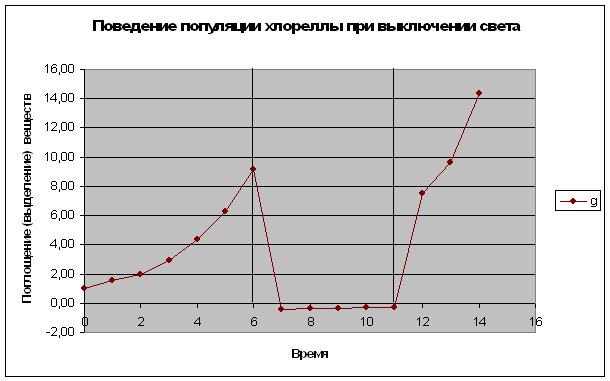 Поведение популяции хлореллы при выключении света
Поглощение (выделение) веществ
16,00
14,00
12,00
10,00
8,00
6,00
4,00
2,00
0,00
-2,00
0 2 4 6 8 10 12 14 16
Время
g